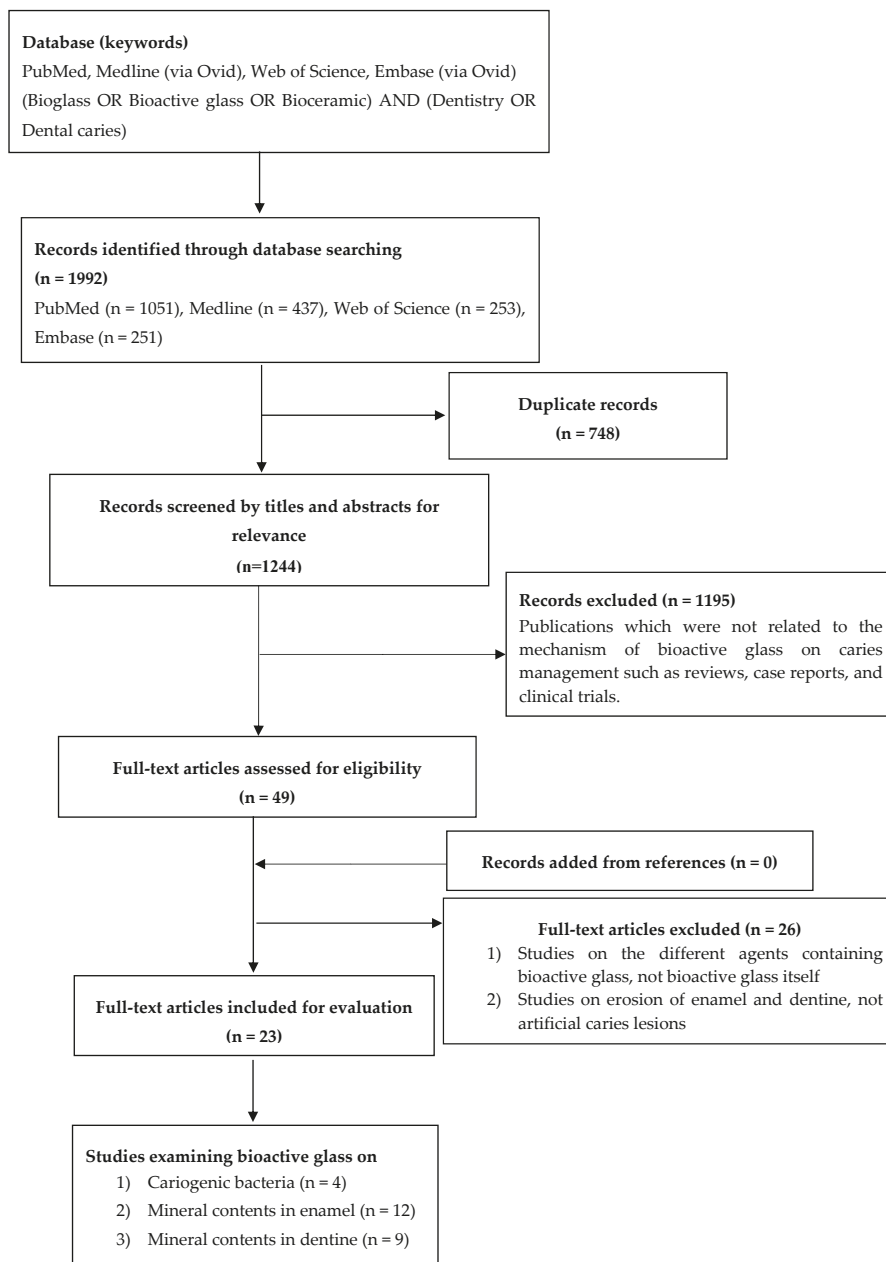 Database (keywords)
PubMed, Medline (via Ovid), Web of Science, Embase (via Ovid)
(Bioglass OR Bioactive glass OR Bioceramic) AND (Dentistry OR
Dental caries)
Records identified through database searching
(n = 1992)
PubMed (n = 1051), Medline (n = 437), Web of Science (n = 253),
Embase (n = 251)
Duplicate records
(n = 748)
Records screened by titles and abstracts for
relevance
(n=1244)
Records excluded (n = 1195)
Publications which were not related to the
mechanism of bioactive glass on caries
management such as reviews, case reports, and
clinical trials.
Full-text articles assessed for eligibility
(n = 49)
Records added from references (n = 0)
Full-text articles excluded (n = 26)
1) Studies on the different agents containing
bioactive glass, not bioactive glass itself
2) Studies on erosion of enamel and dentine, not
artificial caries lesions
Full-text articles included for evaluation
(n = 23)
Studies examining bioactive glass on
1) Cariogenic bacteria (n = 4)
2) Mineral contents in enamel (n = 12)
3) Mineral contents in dentine (n = 9)